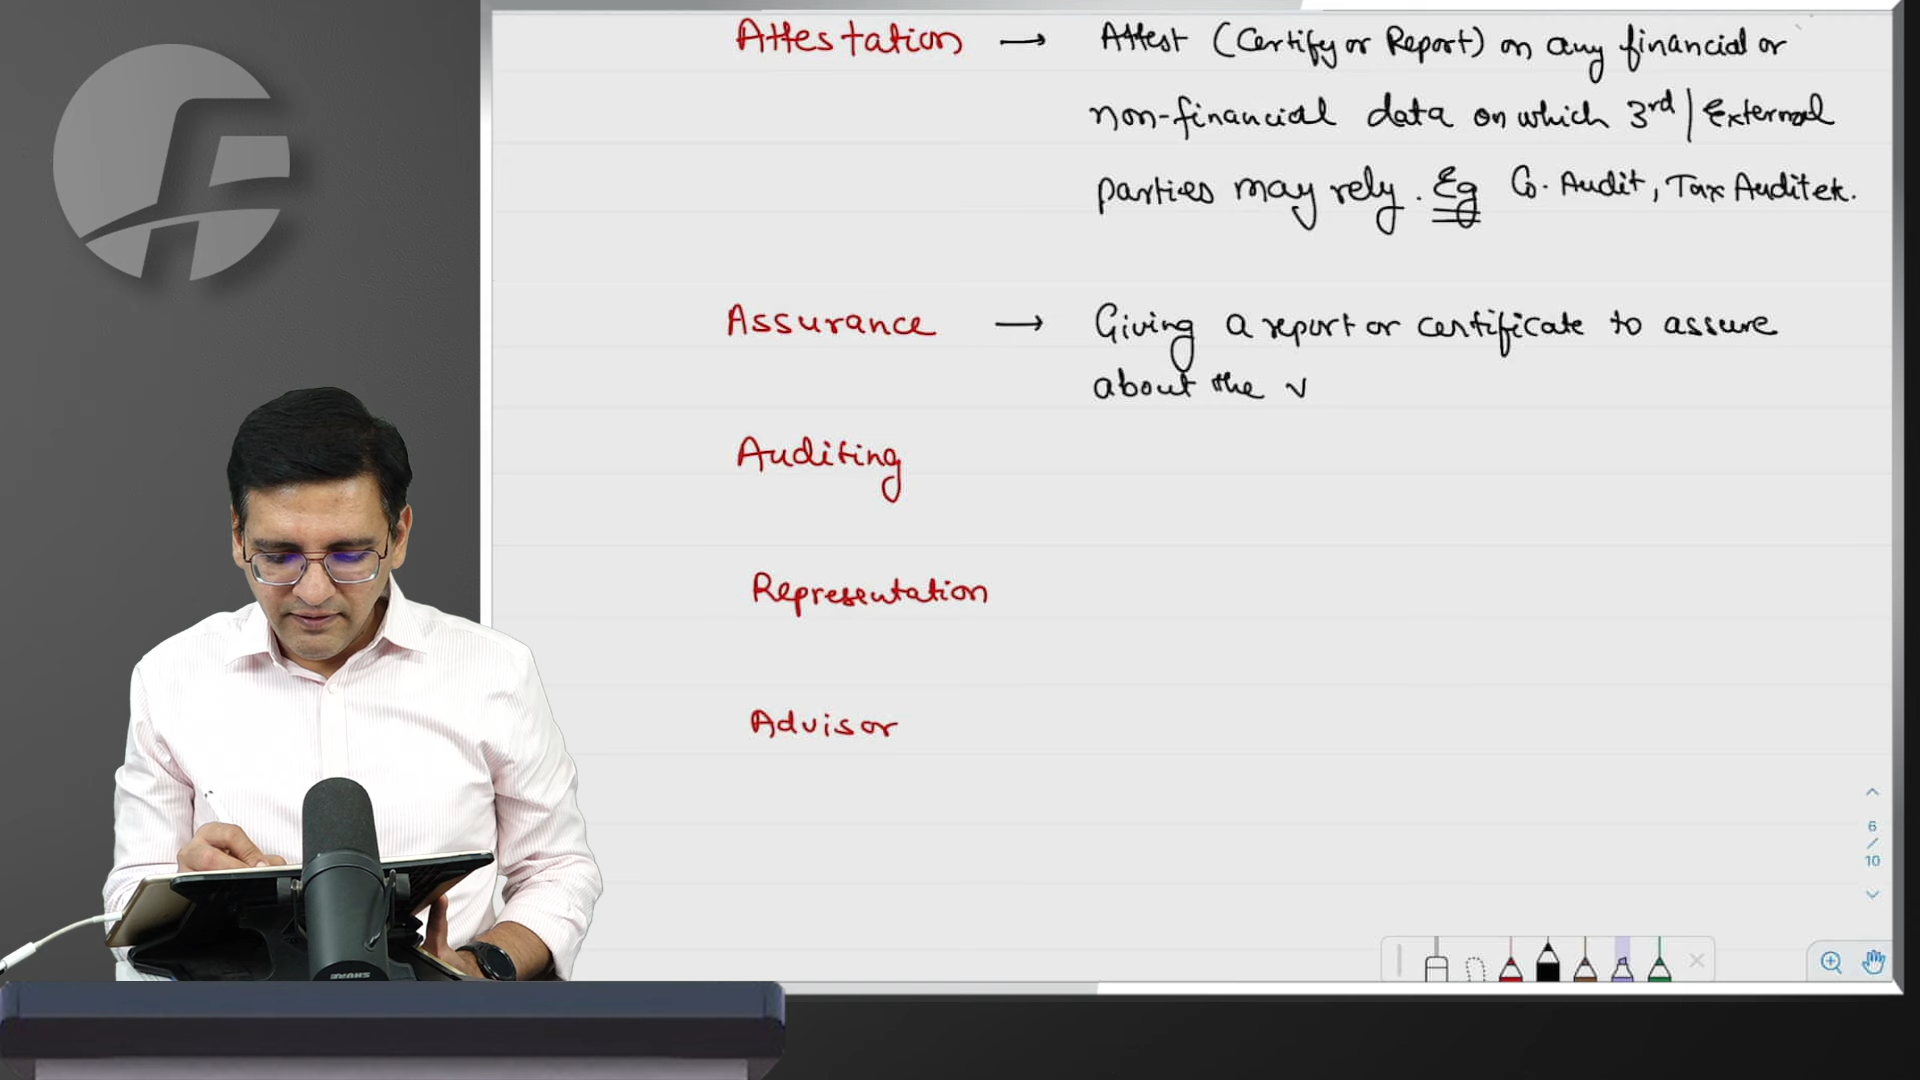 Attestation → Attest (Certify or Report) on any financial or
non-financial data on which 3rd | External
parties may rely. Eg Co. Audit, Tax Audit etc.
Assurance → Giving a report or certificate to assure
about the v
Auditing
Representation
Advisor
6
/
10
SHURE